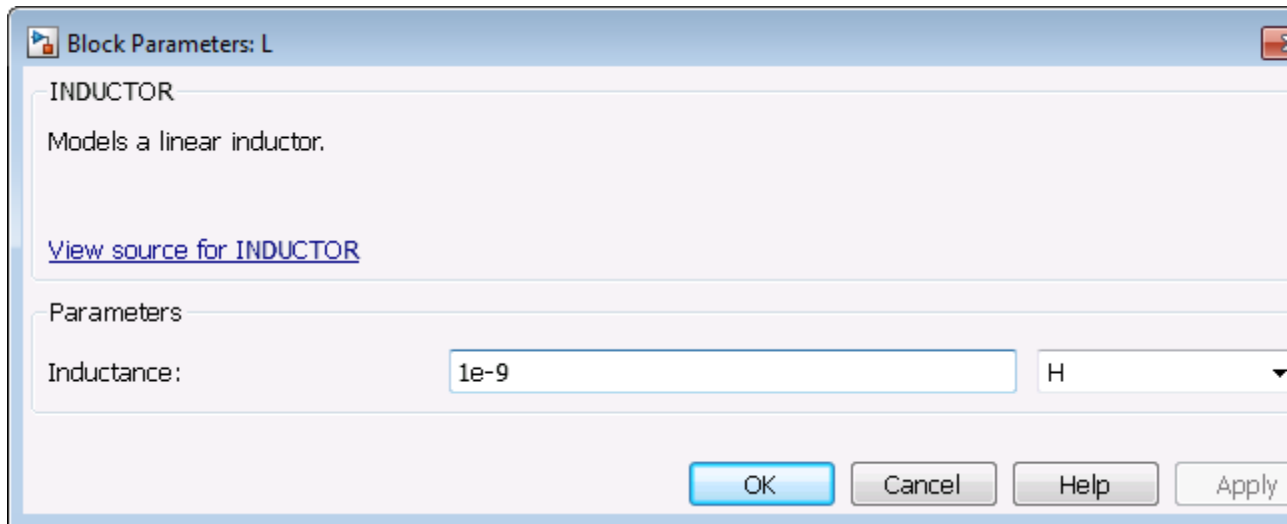 Block Parameters: L
INDUCTOR
Models a linear inductor.
View source for INDUCTOR
Parameters
Inductance: 1e-9 H
OK Cancel Help Apply